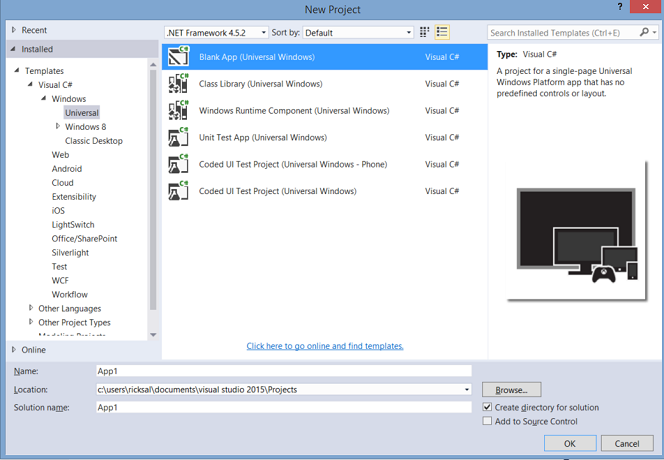 New Project
? ✕
Recent
Installed
Templates
Visual C#
Windows
Universal
Windows 8
Classic Desktop
Web
Android
Cloud
Extensibility
iOS
LightSwitch
Office/SharePoint
Silverlight
Test
WCF
Workflow
Other Languages
Other Project Types
Modeling Projects
Online
.NET Framework 4.5.2 Sort by: Default
Search Installed Templates (Ctrl+E)
Blank App (Universal Windows) Visual C#
Class Library (Universal Windows) Visual C#
Windows Runtime Component (Universal Windows) Visual C#
Unit Test App (Universal Windows) Visual C#
Coded UI Test Project (Universal Windows - Phone) Visual C#
Coded UI Test Project (Universal Windows) Visual C#
Click here to go online and find templates.
Type: Visual C#
A project for a single-page Universal
Windows Platform app that has no
predefined controls or layout.
Name: App1
Location: c:\users\ricksal\documents\visual studio 2015\Projects
Browse...
Solution name: App1
Create directory for solution
Add to Source Control
OK Cancel